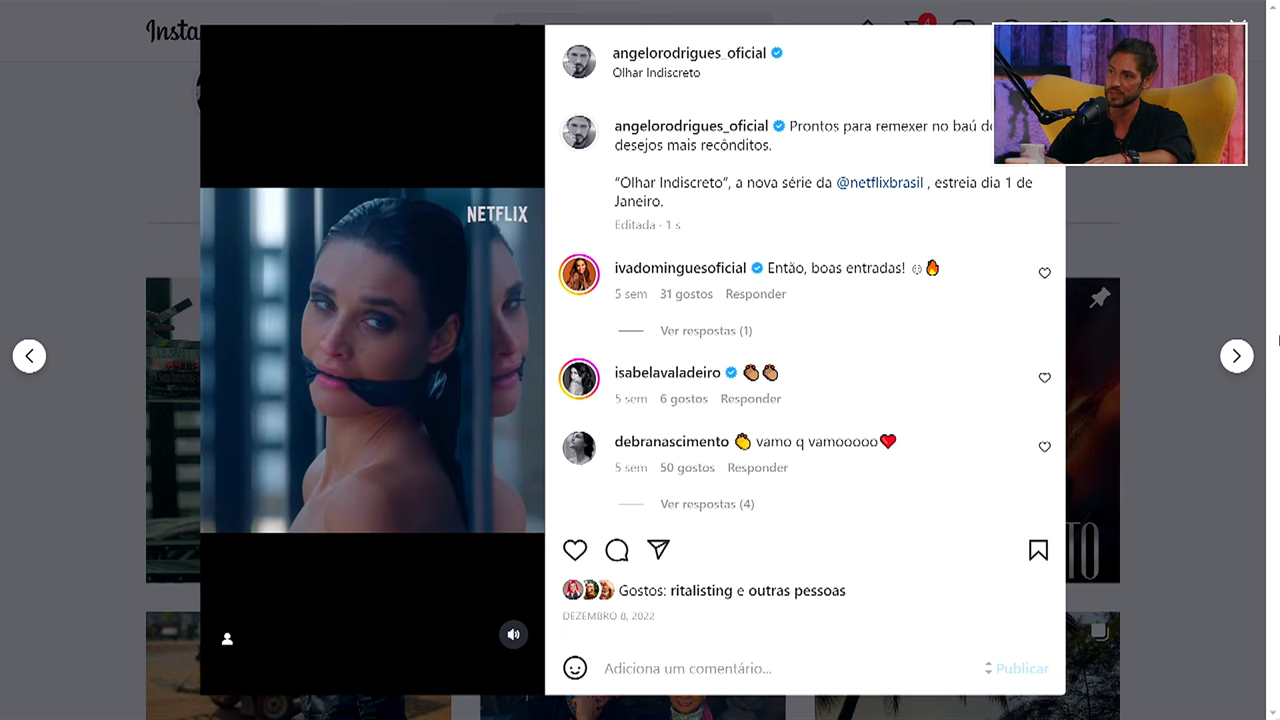 Insta
4
angelorodrigues_oficial
Olhar Indiscreto
angelorodrigues_oficial Prontos para remexer no baú
desejos mais recônditos.
“Olhar Indiscreto”, a nova série da @netflixbrasil , estreia dia 1 de
Janeiro.
Editada · 1 s
NETFLIX
ivadominguesoficial Então, boas entradas!
5 sem 31 gostos Responder
Ver respostas (1)
isabelavaladeiro
5 sem 6 gostos Responder
debranascimento vamo q vamooooo
5 sem 50 gostos Responder
Ver respostas (4)
Gostos: ritalisting e outras pessoas
DEZEMBRO 8, 2022
Adiciona um comentário...
Publicar